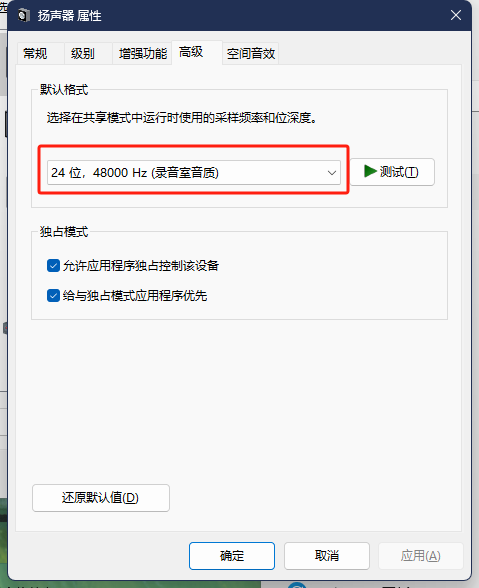 扬声器 属性
常规 级别 增强功能 高级 空间音效
默认格式
选择在共享模式中运行时使用的采样频率和位深度。
24 位，48000 Hz (录音室音质)
测试(T)
独占模式
允许应用程序独占控制该设备
给与独占模式应用程序优先
还原默认值(D)
确定 取消 应用(A)